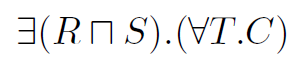 ∃(R ⊓ S).(∀T.C)